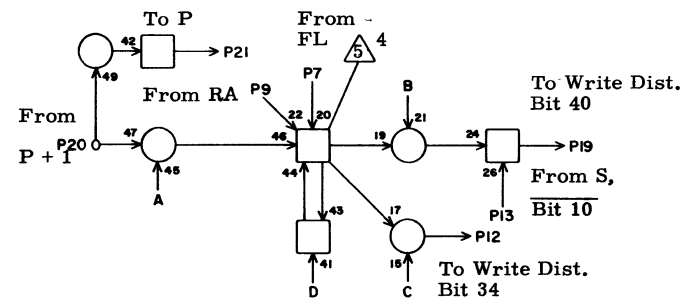 To P
From -
FL 5 4
42 P21
49
P7
From RA P9
B
To Write Dist.
Bit 40
From
P20 47 22 20 21
46 19 24 P19
P + 1
45 44 26 From S,
A 43 17 P13 Bit 10
P12
41 15
To Write Dist.
D C Bit 34